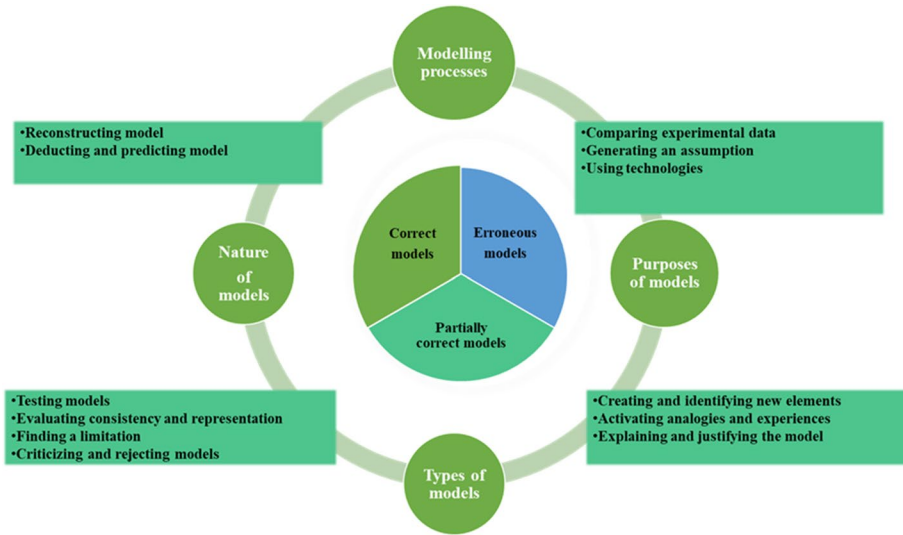 Modelling
processes
•Reconstructing model
•Deducting and predicting model
•Comparing experimental data
•Generating an assumption
•Using technologies
Correct
models
Erroneous
models
Nature
of
models
Purposes
of models
Partially
correct models
•Testing models
•Evaluating consistency and representation
•Finding a limitation
•Criticizing and rejecting models
•Creating and identifying new elements
•Activating analogies and experiences
•Explaining and justifying the model
Types of
models